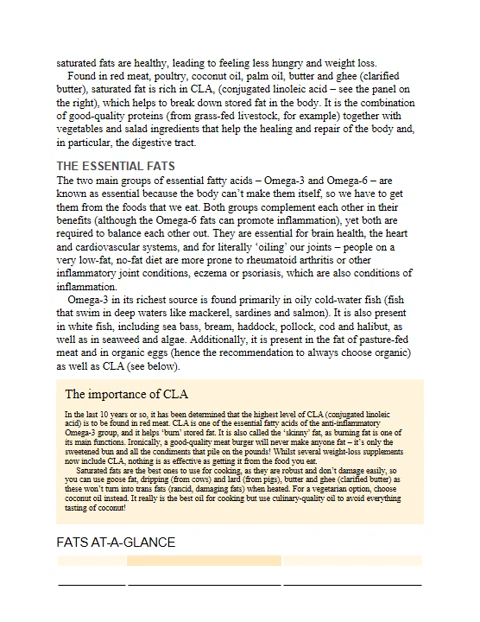 saturated fats are healthy, leading to feeling less hungry and weight loss.
Found in red meat, poultry, coconut oil, palm oil, butter and ghee (clarified
butter), saturated fat is rich in CLA, (conjugated linoleic acid – see the panel on
the right), which helps to break down stored fat in the body. It is the combination
of good-quality proteins (from grass-fed livestock, for example) together with
vegetables and salad ingredients that help the healing and repair of the body and,
in particular, the digestive tract.
THE ESSENTIAL FATS
The two main groups of essential fatty acids – Omega-3 and Omega-6 – are
known as essential because the body can't make them itself, so we have to get
them from the foods that we eat. Both groups complement each other in their
benefits (although the Omega-6 fats can promote inflammation), yet both are
required to balance each other out. They are essential for brain health, the heart
and cardiovascular systems, and for literally 'oiling' our joints – people on a
very low-fat, no-fat diet are more prone to rheumatoid arthritis or other
inflammatory joint conditions, eczema or psoriasis, which are also conditions of
inflammation.
Omega-3 in its richest source is found primarily in oily cold-water fish (fish
that swim in deep waters like mackerel, sardines and salmon). It is also present
in white fish, including sea bass, bream, haddock, pollock, cod and halibut, as
well as in seaweed and algae. Additionally, it is present in the fat of pasture-fed
meat and in organic eggs (hence the recommendation to always choose organic)
as well as CLA (see below).
The importance of CLA
In the last 10 years or so, it has been determined that the highest level of CLA (conjugated linoleic
acid) is to be found in red meat. CLA is one of the essential fatty acids of the anti-inflammatory
Omega-3 group, and it helps 'burn' stored fat. It is also called the 'skinny' fat, as burning fat is one of
its main functions. Ironically, a good-quality meat burger will never make anyone fat – it's only the
sweetened bun and all the condiments that pile on the pounds! Whilst several weight-loss supplements
now include CLA, nothing is as effective as getting it from the food you eat.
Saturated fats are the best ones to use for cooking, as they are robust and don't damage easily, so
you can use goose fat, dripping (from cows) and lard (from pigs), butter and ghee (clarified butter) as
these won't turn into trans fats (rancid, damaging fats) when heated. For a vegetarian option, choose
coconut oil instead. It really is the best oil for cooking but use culinary-quality oil to avoid everything
tasting of coconut!
FATS AT-A-GLANCE